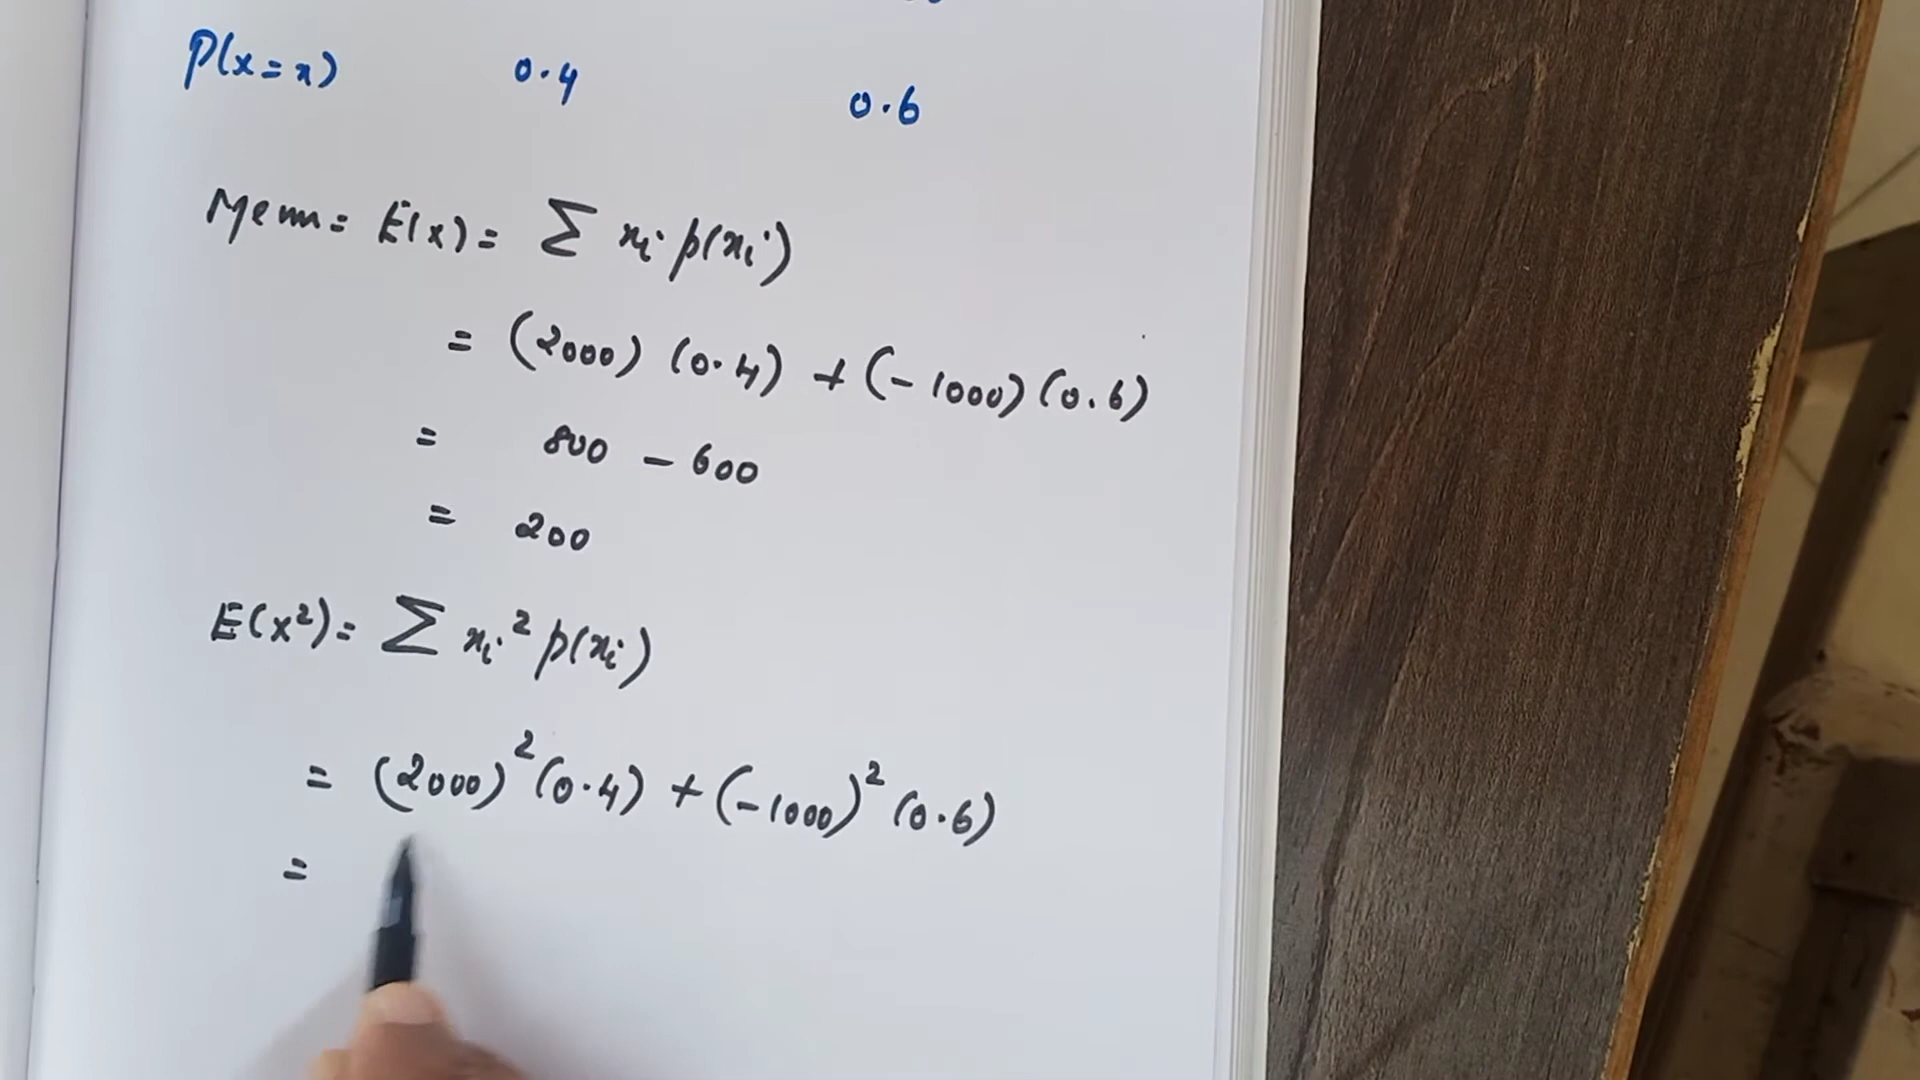 P(x=x) 0.4 0.6
Mean = E(x) = Σ xi p(xi)
= (2000) (0.4) + (-1000) (0.6)
= 800 - 600
= 200
E(x²) = Σ xi² p(xi)
= (2000)² (0.4) + (-1000)² (0.6)
=